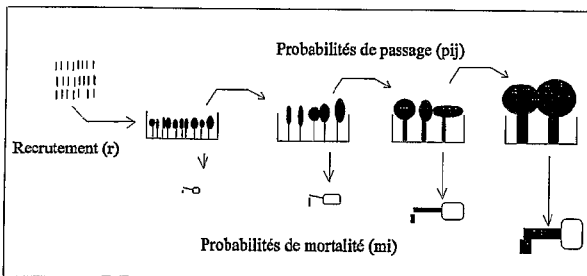 Probabilités de passage (pij)
Recrutement (r)
Probabilités de mortalité (mi)